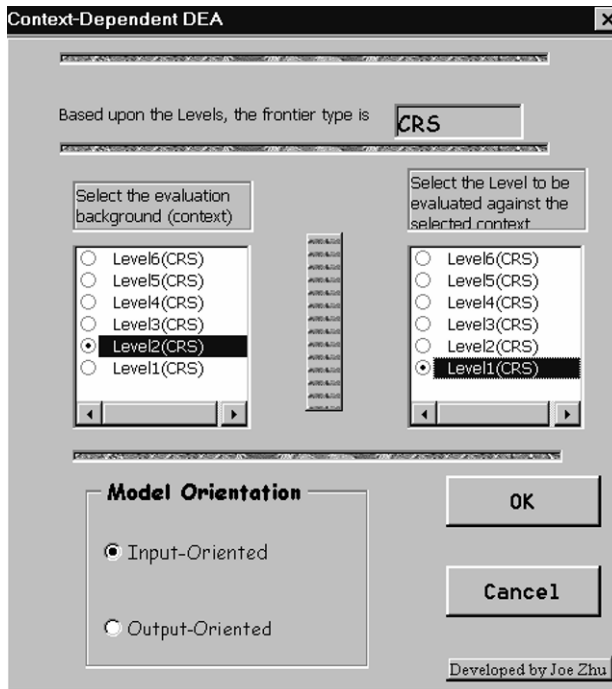 Context-Dependent DEA
Based upon the Levels, the frontier type is
CRS
Select the evaluation
background (context)
Level6(CRS)
Level5(CRS)
Level4(CRS)
Level3(CRS)
Level2(CRS)
Level1(CRS)
Select the Level to be
evaluated against the
selected context
Level6(CRS)
Level5(CRS)
Level4(CRS)
Level3(CRS)
Level2(CRS)
Level1(CRS)
Model Orientation
Input-Oriented
Output-Oriented
OK
Cancel
Developed by Joe Zhu